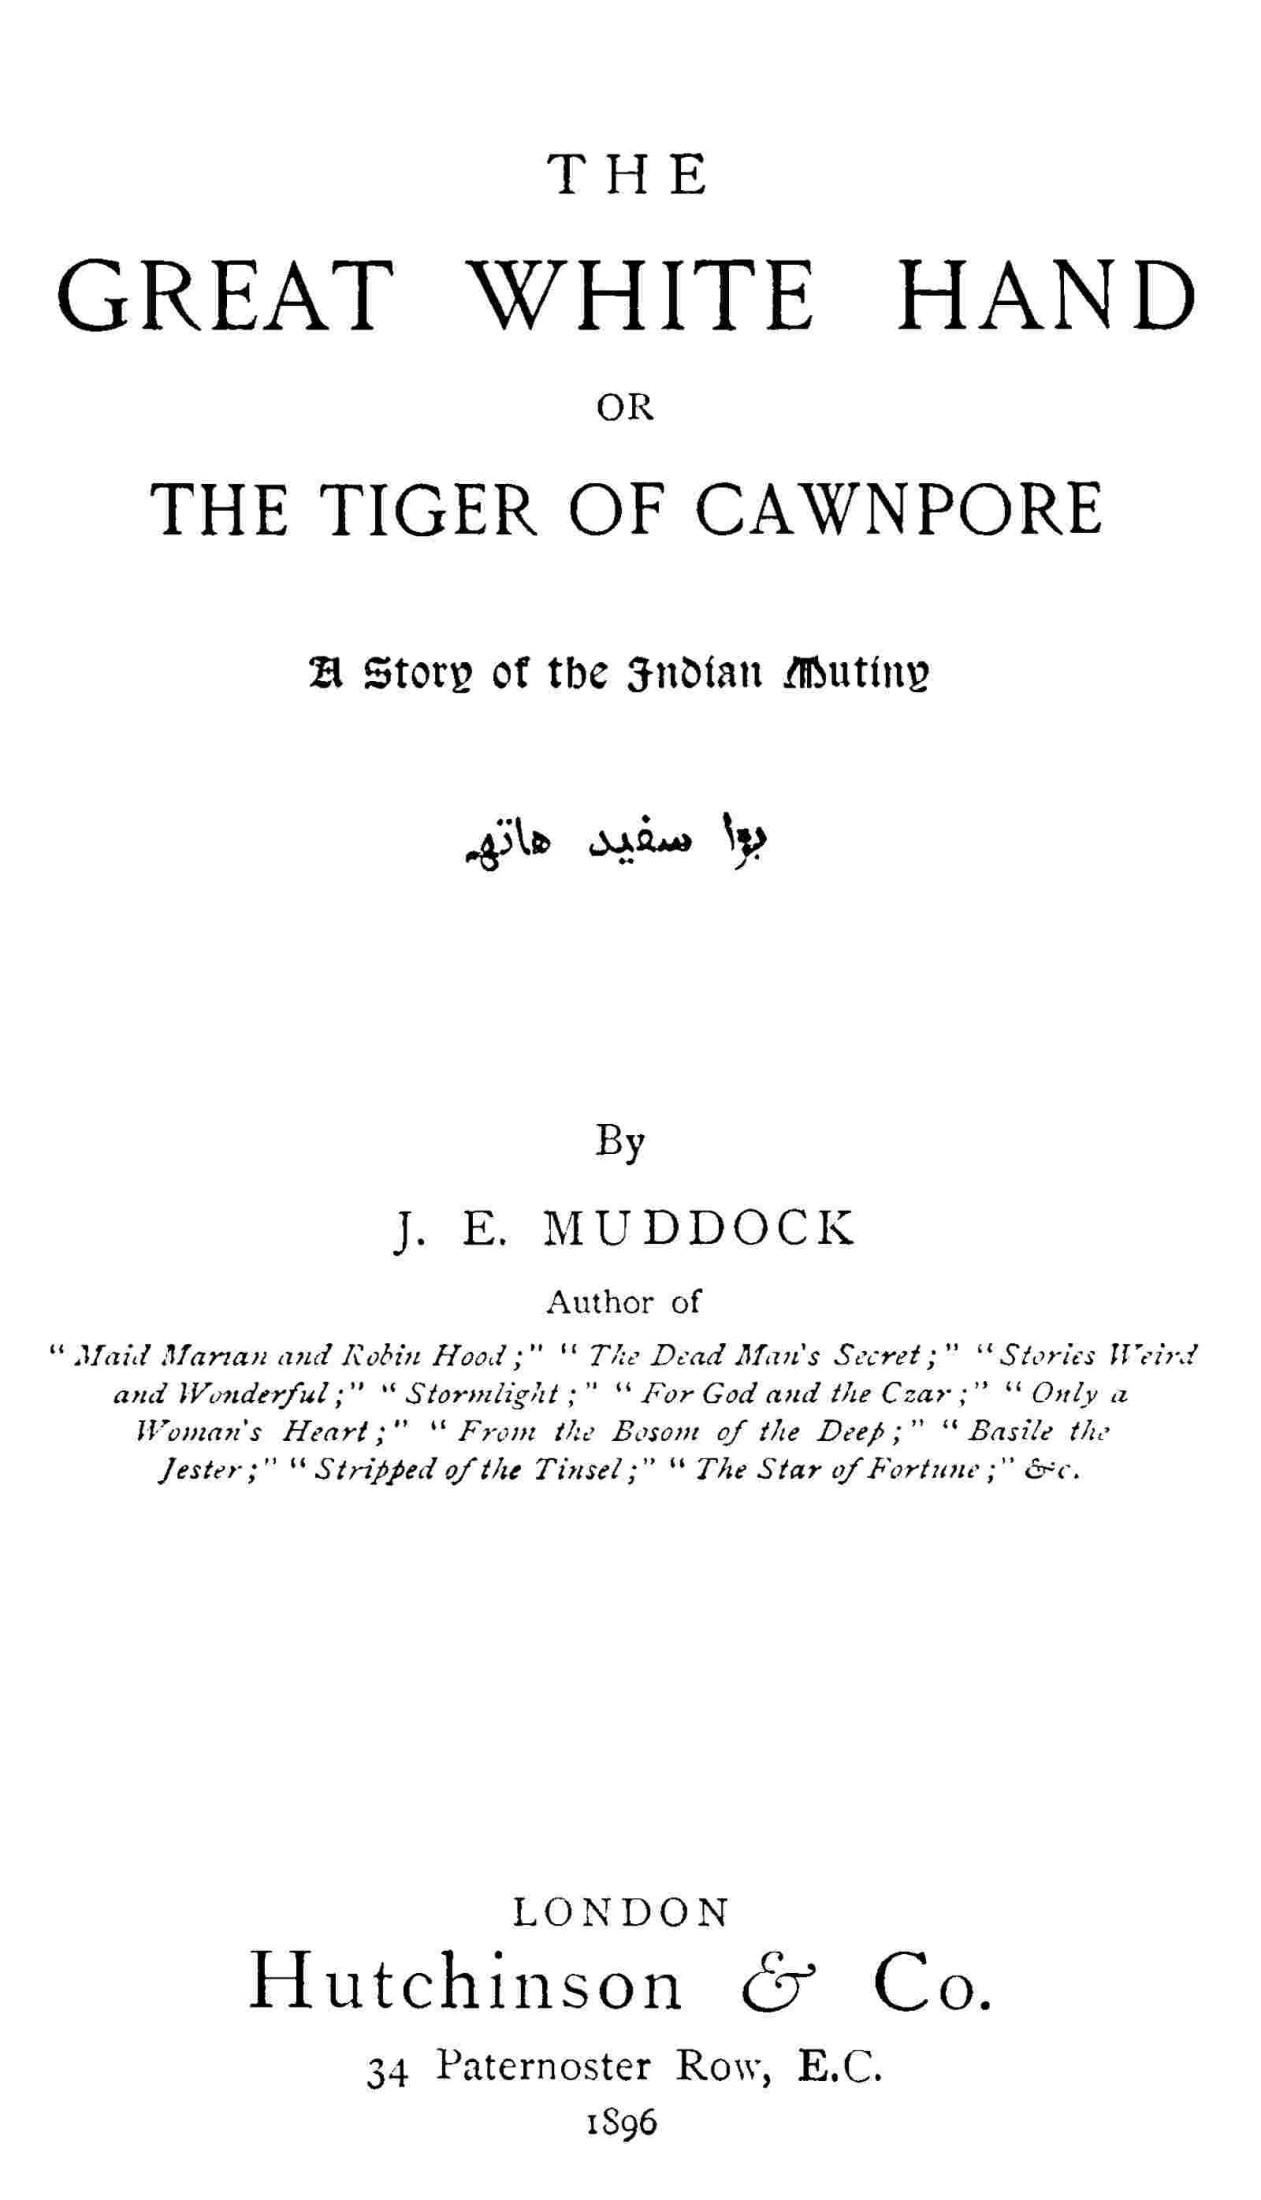 THE
GREAT WHITE HAND
OR
THE TIGER OF CAWNPORE
A Story of the Indian Mutiny
بڑا سفید هاتهہ
By
J. E. MUDDOCK
Author of
“Maid Marian and Robin Hood;” “The Dead Man's Secret;” “Stories Weird
and Wonderful;” “Stormlight;” “For God and the Czar;” “Only a
Woman's Heart;” “From the Bosom of the Deep;” “Basile the
Jester;” “Stripped of the Tinsel;” “The Star of Fortune;” &c.
LONDON
Hutchinson & Co.
34 Paternoster Row, E.C.
1896